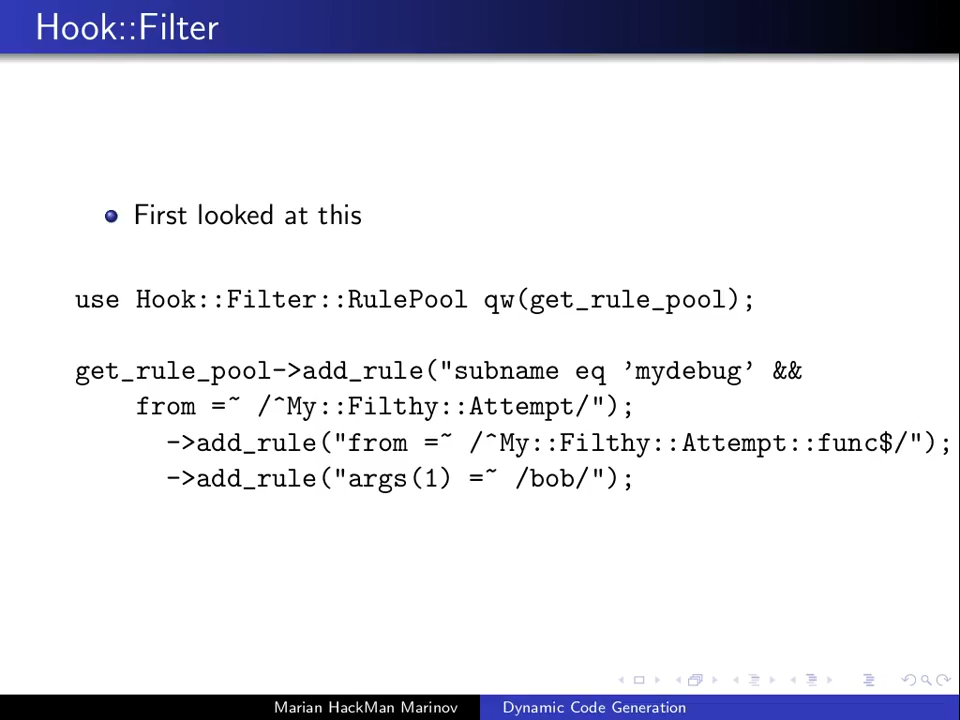 Hook::Filter
First looked at this
use Hook::Filter::RulePool qw(get_rule_pool);
get_rule_pool->add_rule("subname eq ’mydebug’ &&
from =~ /^My::Filthy::Attempt/");
->add_rule("from =~ /^My::Filthy::Attempt::func$/");
->add_rule("args(1) =~ /bob/");
Marian HackMan Marinov
Dynamic Code Generation